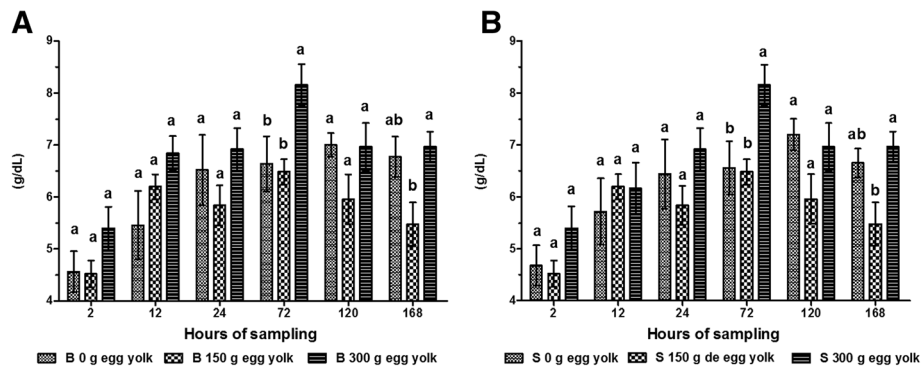 A
9
8
7
6
5
4
(g/dL)
a a a
a a a
a a a
b b a
a a a
ab b a
2 12 24 72 120 168
Hours of sampling
B 0 g egg yolk B 150 g egg yolk B 300 g egg yolk
B
9
8
7
6
5
4
(g/dL)
a a a
a a a
a a a
b b a
a a a
ab b a
2 12 24 72 120 168
Hours of sampling
S 0 g egg yolk S 150 g de egg yolk S 300 g egg yolk